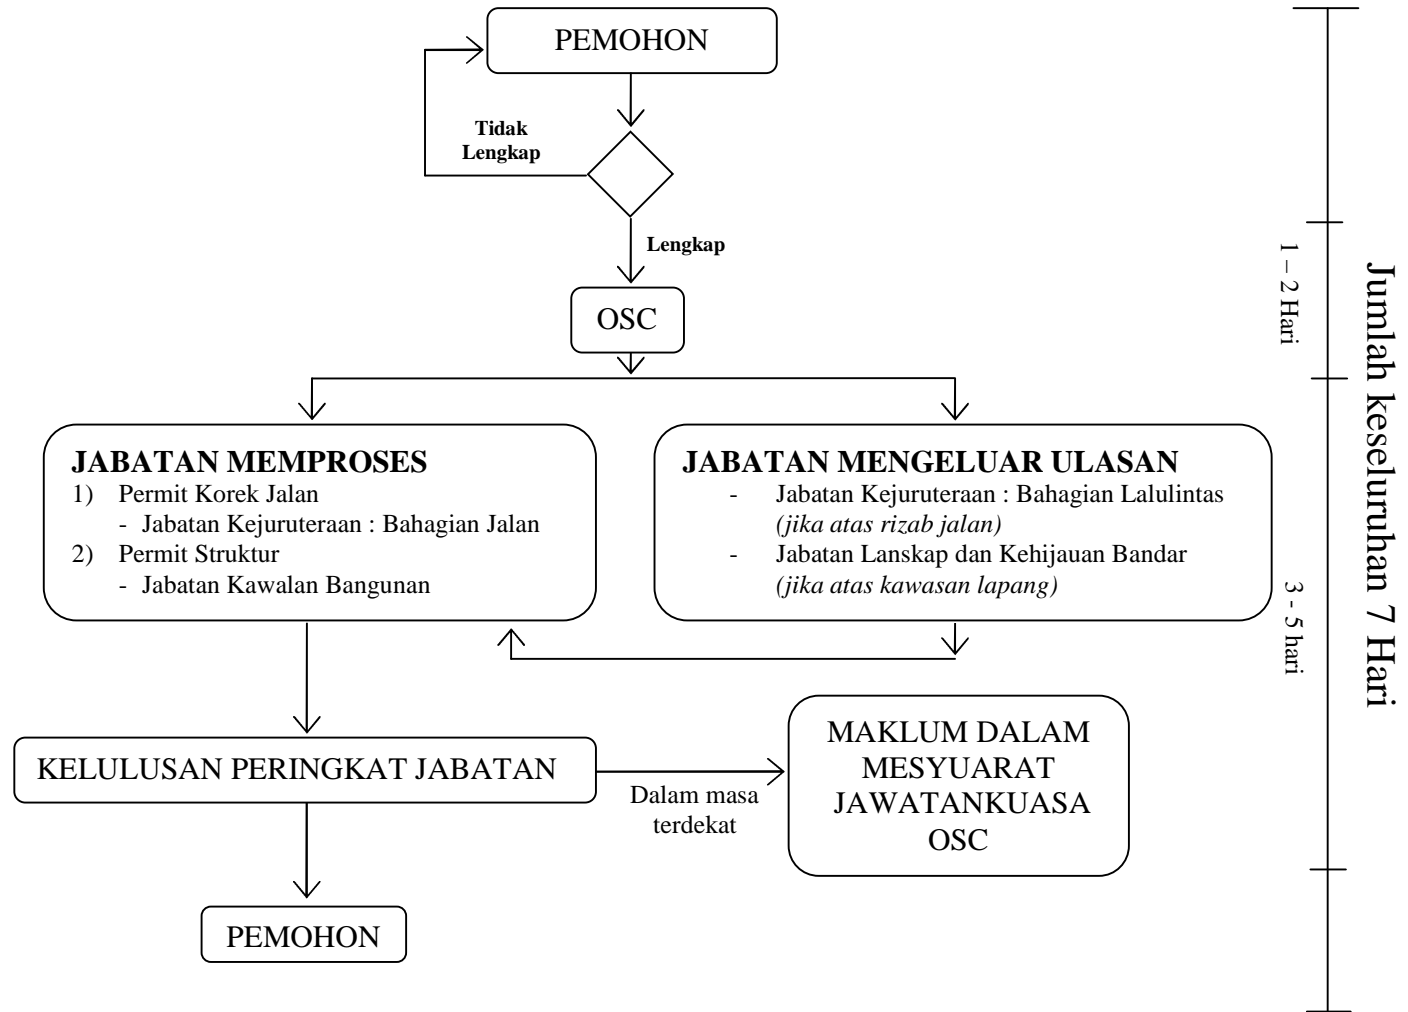 PEMOHON
Tidak
Lengkap
Lengkap
OSC
1 – 2 Hari
JABATAN MEMPROSES
1) Permit Korek Jalan
- Jabatan Kejuruteraan : Bahagian Jalan
2) Permit Struktur
- Jabatan Kawalan Bangunan
JABATAN MENGELUAR ULASAN
- Jabatan Kejuruteraan : Bahagian Lalulintas
(jika atas rizab jalan)
- Jabatan Lanskap dan Kehijauan Bandar
(jika atas kawasan lapang)
3 - 5 hari
Jumlah keseluruhan 7 Hari
KELULUSAN PERINGKAT JABATAN
Dalam masa
terdekat
MAKLUM DALAM
MESYUARAT
JAWATANKUASA
OSC
PEMOHON